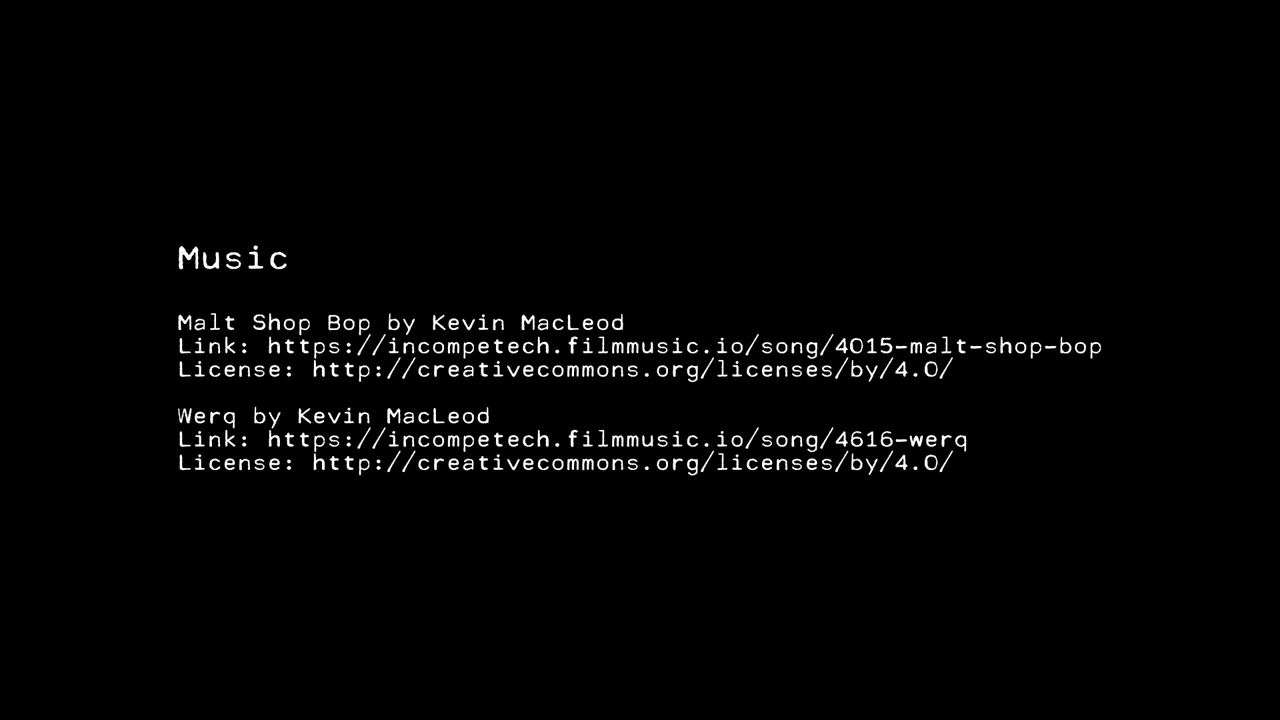 Music
Malt Shop Bop by Kevin MacLeod
Link: https://incompetech.filmmusic.io/song/4015-malt-shop-bop
License: http://creativecommons.org/licenses/by/4.0/
Werq by Kevin MacLeod
Link: https://incompetech.filmmusic.io/song/4616-werq
License: http://creativecommons.org/licenses/by/4.0/